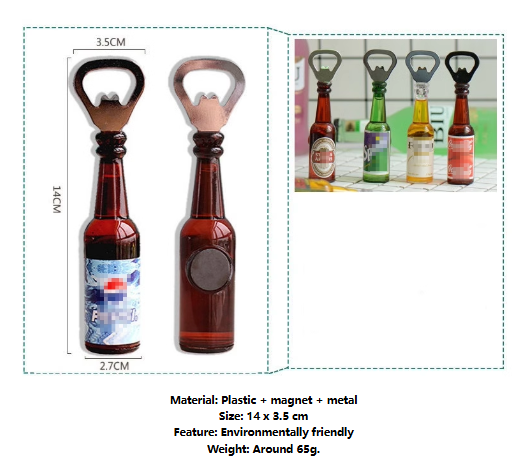 3.5CM
14CM
2.7CM
Material: Plastic + magnet + metal
Size: 14 x 3.5 cm
Feature: Environmentally friendly
Weight: Around 65g.